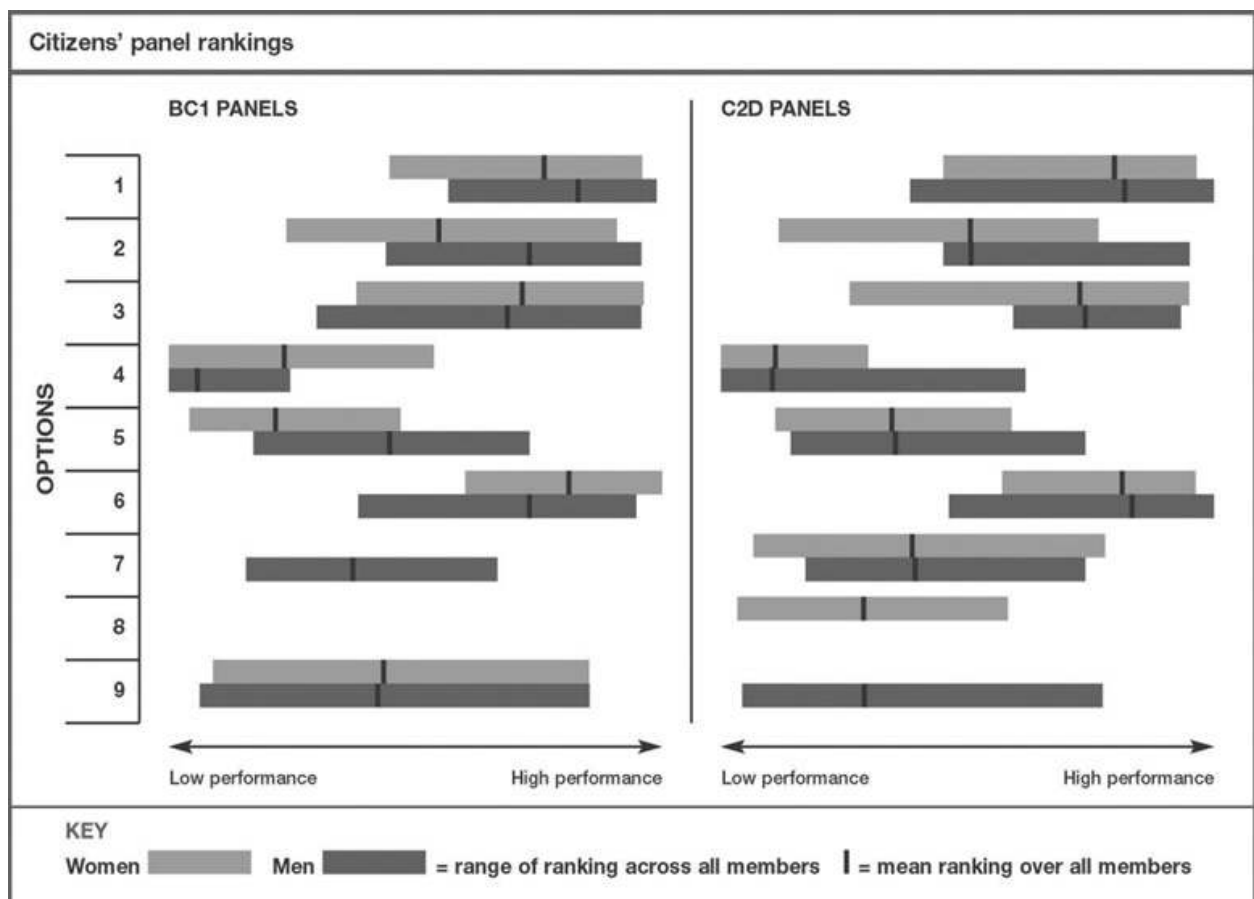 Citizens' panel rankings
BC1 PANELS
C2D PANELS
OPTIONS
1
2
3
4
5
6
7
8
9
Low performance
High performance
Low performance
High performance
KEY
Women
Men
= range of ranking across all members
= mean ranking over all members